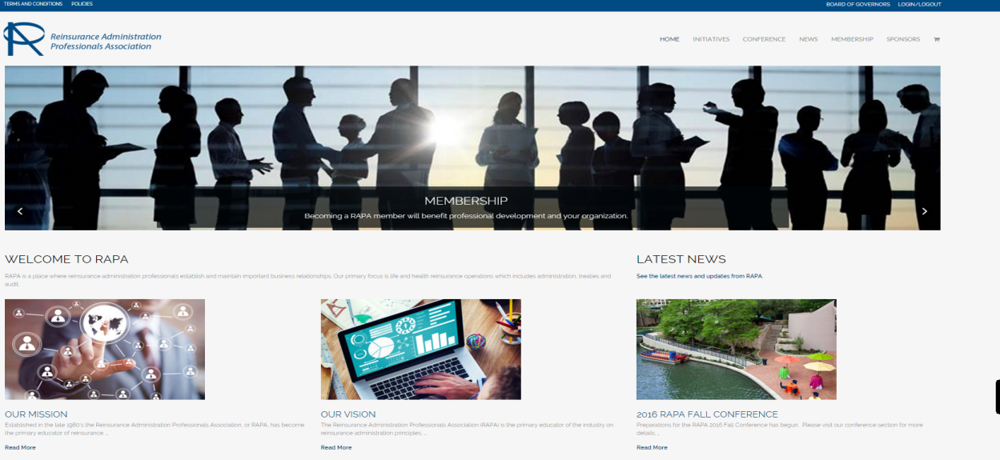 TERMS AND CONDITIONS POLICIES BOARD OF GOVERNORS LOGIN/LOGOUT
Reinsurance Administration
Professionals Association
HOME INITIATIVES CONFERENCE NEWS MEMBERSHIP SPONSORS
MEMBERSHIP
Becoming a RAPA member will benefit professional development and your organization.
WELCOME TO RAPA
RAPA is a place where reinsurance administration professionals establish and maintain important business relationships. Our primary focus is life and health reinsurance operations which includes administration, treaties and
audit.
LATEST NEWS
See the latest news and updates from RAPA.
OUR MISSION
Established in the late 1980's the Reinsurance Administration Professionals Association, or RAPA, has become
the primary educator of reinsurance. ...
Read More
OUR VISION
The Reinsurance Administration Professionals Association (RAPA) is the primary educator of the industry on
reinsurance administration principles. ...
Read More
2016 RAPA FALL CONFERENCE
Preparations for the RAPA 2016 Fall Conference has begun. Please visit our conference section for more
details. ...
Read More